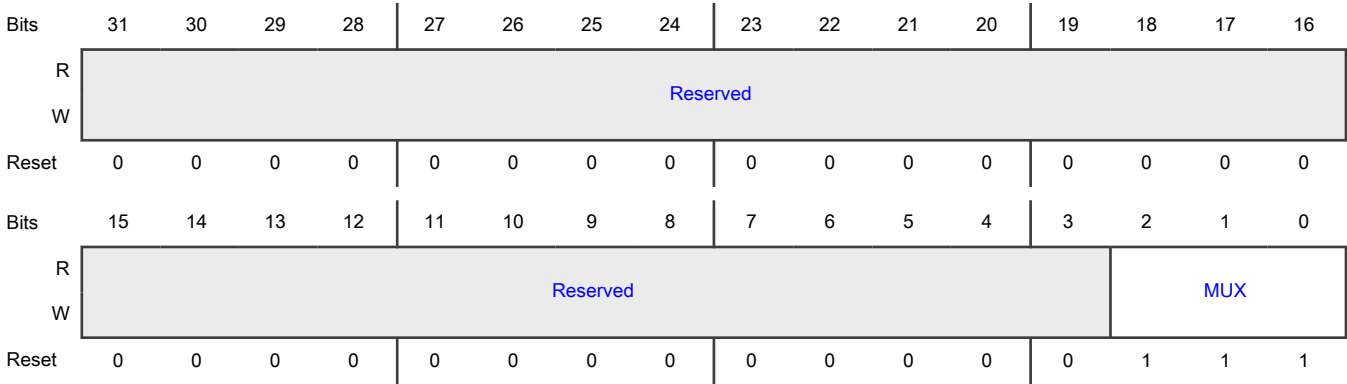 Bits 31 30 29 28 27 26 25 24 23 22 21 20 19 18 17 16
R
Reserved
W
Reset 0 0 0 0 0 0 0 0 0 0 0 0 0 0 0 0
Bits 15 14 13 12 11 10 9 8 7 6 5 4 3 2 1 0
R
Reserved MUX
W
Reset 0 0 0 0 0 0 0 0 0 0 0 0 0 1 1 1